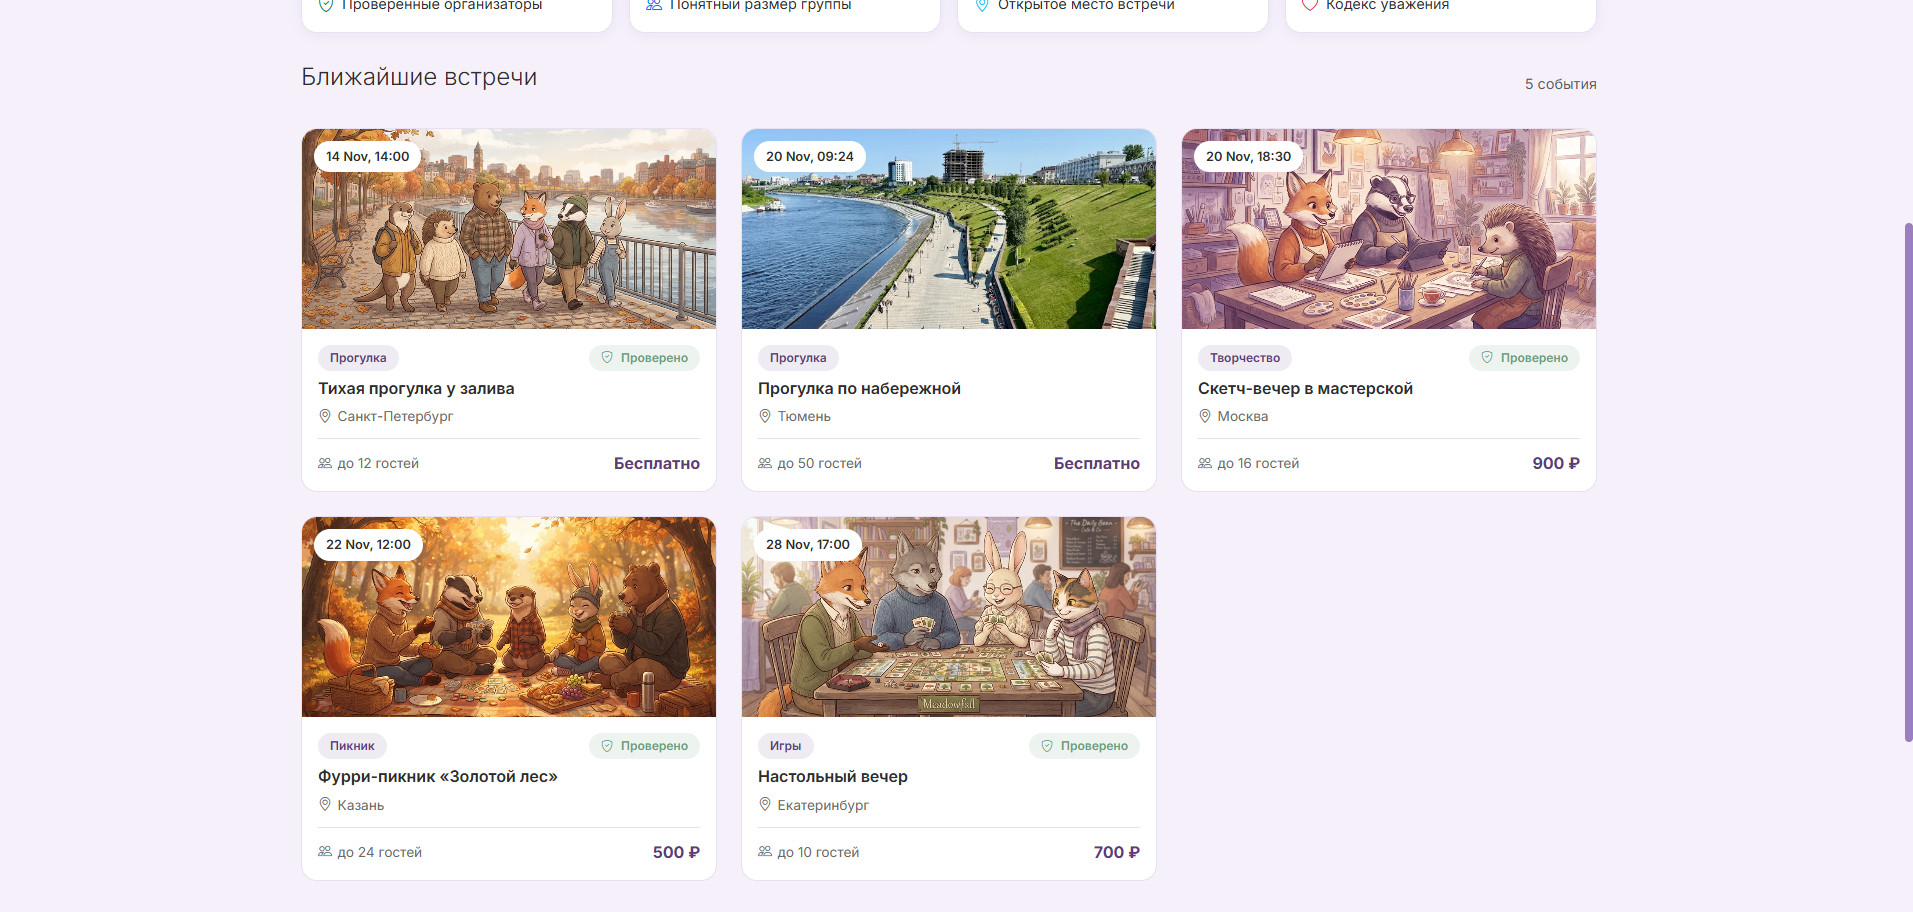 Проверенные организаторы
Понятный размер группы
Открытое место встречи
Кодекс уважения
Ближайшие встречи
5 события
14 Nov, 14:00
Прогулка
Проверено
Тихая прогулка у залива
Санкт-Петербург
до 12 гостей
Бесплатно
20 Nov, 09:24
Прогулка
Прогулка по набережной
Тюмень
до 50 гостей
Бесплатно
20 Nov, 18:30
Творчество
Проверено
Скетч-вечер в мастерской
Москва
до 16 гостей
900 ₽
22 Nov, 12:00
Пикник
Проверено
Фурри-пикник «Золотой лес»
Казань
до 24 гостей
500 ₽
28 Nov, 17:00
The Daily Bean
Meadowfall
Игры
Проверено
Настольный вечер
Екатеринбург
до 10 гостей
700 ₽